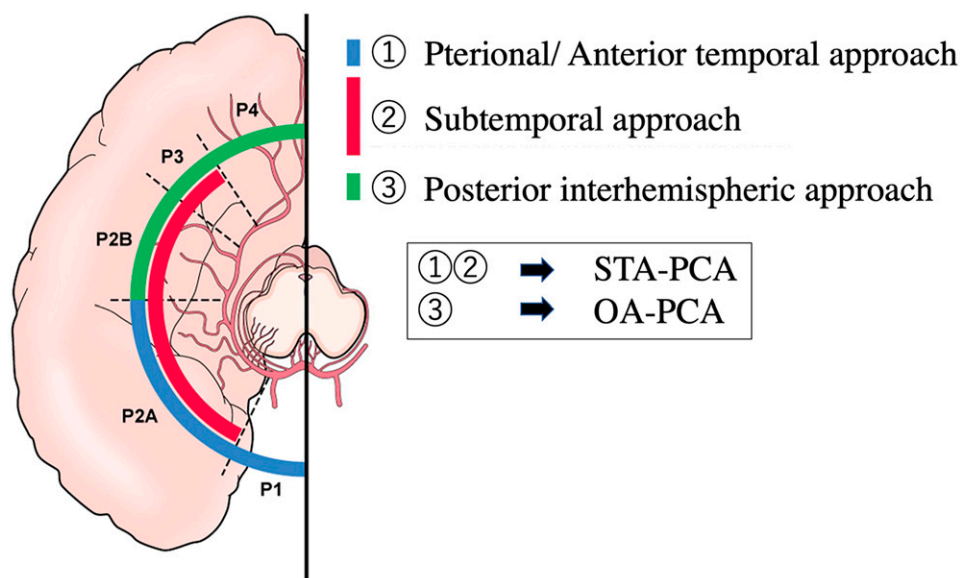 ① Pterional/ Anterior temporal approach
② Subtemporal approach
③ Posterior interhemispheric approach
①② ➡ STA-PCA
③ ➡ OA-PCA
P4
P3
P2B
P2A
P1